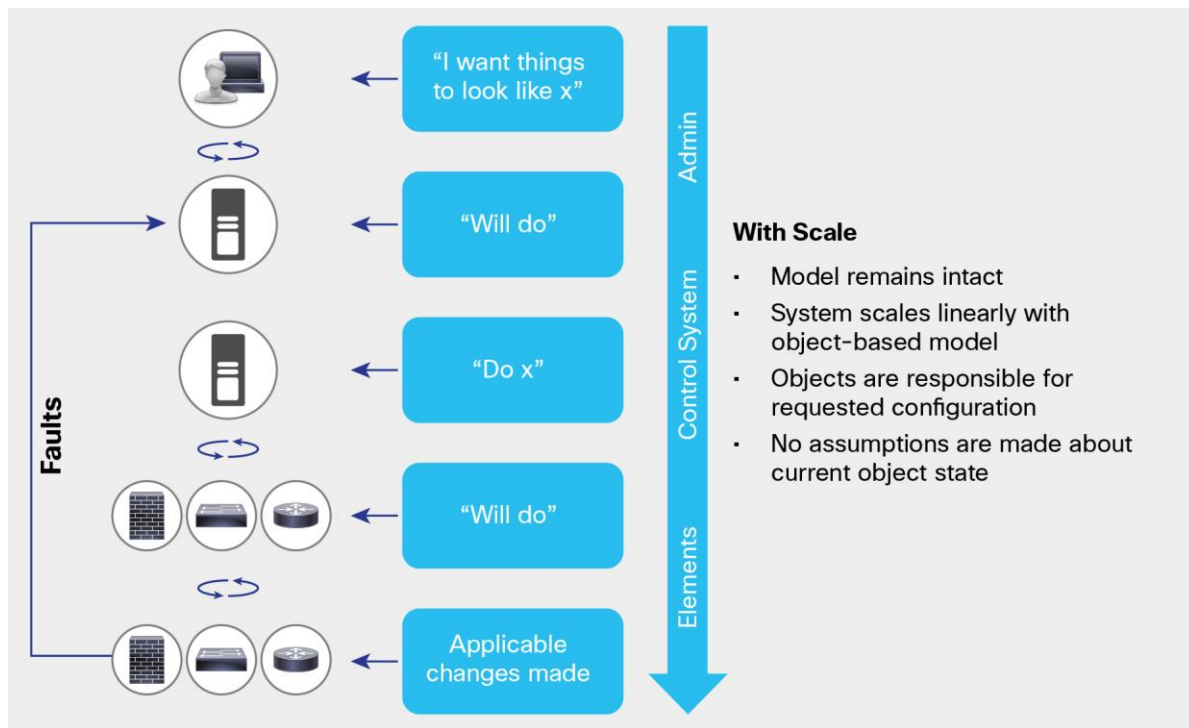 “I want things
to look like x”
“Will do”
“Do x”
“Will do”
Applicable
changes made
Faults
Admin
Control System
Elements
With Scale
· Model remains intact
· System scales linearly with
object-based model
· Objects are responsible for
requested configuration
· No assumptions are made about
current object state